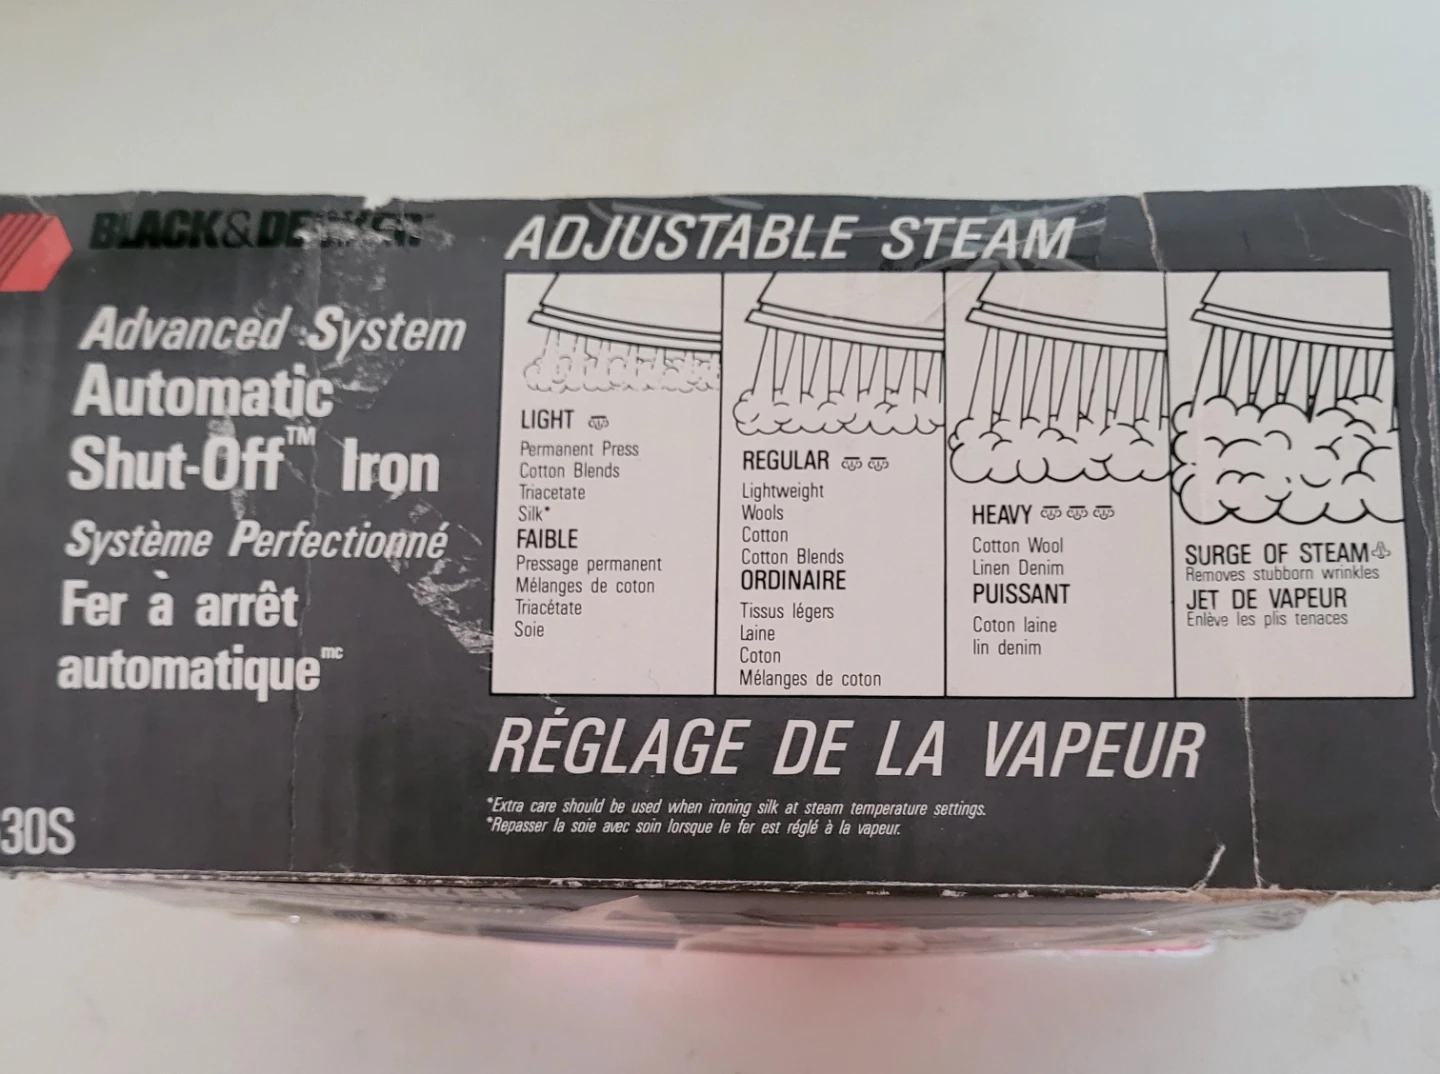 BLACK&DECKER
Advanced System
Automatic
Shut-Off™ Iron
Système Perfectionné
Fer à arrêt
automatique mc
30S
ADJUSTABLE STEAM
LIGHT
Permanent Press
Cotton Blends
Triacetate
Silk*
FAIBLE
Pressage permanent
Mélanges de coton
Triacétate
Soie
REGULAR
Lightweight
Wools
Cotton
Cotton Blends
ORDINAIRE
Tissus légers
Laine
Coton
Mélanges de coton
HEAVY
Cotton Wool
Linen Denim
PUISSANT
Coton laine
lin denim
SURGE OF STEAM
Removes stubborn wrinkles
JET DE VAPEUR
Enlève les plis tenaces
RÉGLAGE DE LA VAPEUR
*Extra care should be used when ironing silk at steam temperature settings.
*Repasser la soie avec soin lorsque le fer est réglé à la vapeur.